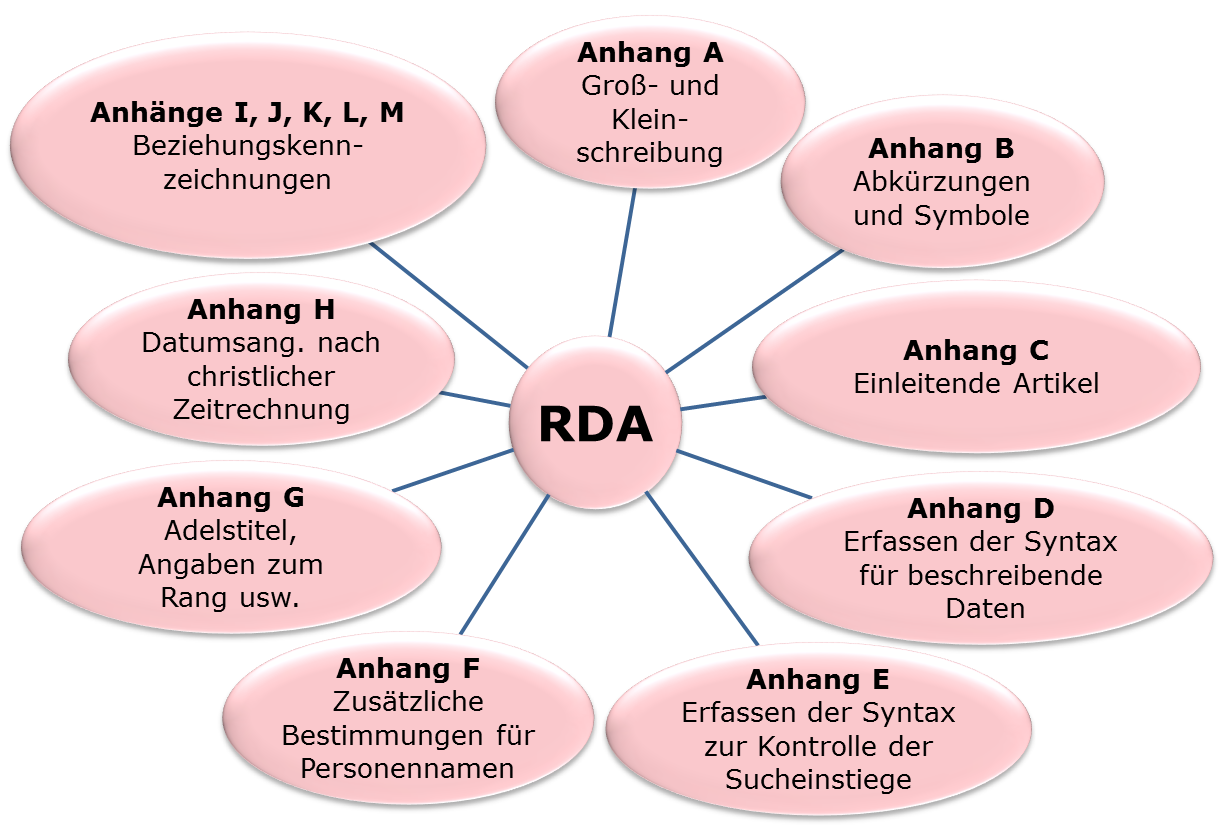 Anhang A
Groß- und
Klein-
schreibung
Anhang B
Abkürzungen
und Symbole
Anhang C
Einleitende Artikel
Anhang D
Erfassen der Syntax
für beschreibende
Daten
Anhang E
Erfassen der Syntax
zur Kontrolle der
Sucheinstiege
Anhang F
Zusätzliche
Bestimmungen für
Personennamen
Anhang G
Adelstitel,
Angaben zum
Rang usw.
Anhang H
Datumsang. nach
christlicher
Zeitrechnung
Anhänge I, J, K, L, M
Beziehungskenn-
zeichnungen
RDA